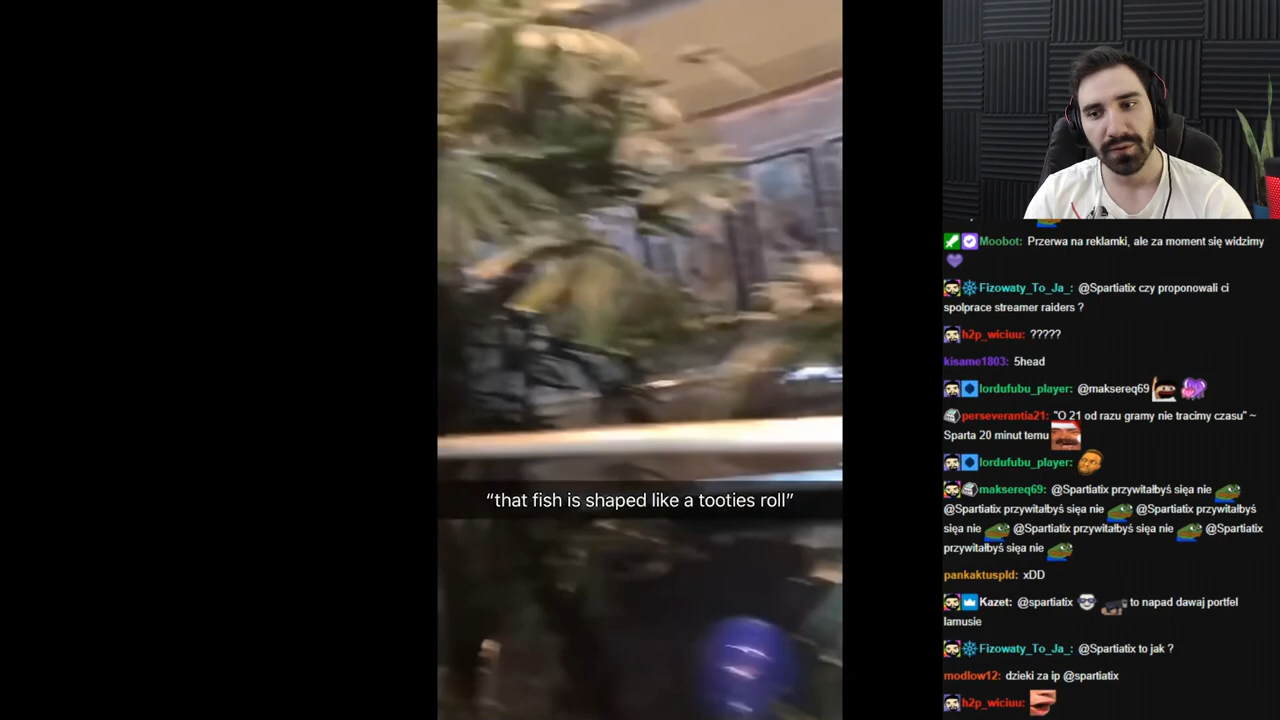 “that fish is shaped like a tooties roll”
Moobot: Przerwa na reklamki, ale za moment się widzimy
Fizowaty_To_Ja_: @Spartiatix czy proponowali ci
spolprace streamer raiders ?
h2p_wiciuu: ?????
kisame1803: 5head
lordufubu_player: @maksereq69
perseverantia21: "O 21 od razu gramy nie tracimy czasu" ~
Sparta 20 minut temu
lordufubu_player:
maksereq69: @Spartiatix przywitałbyś sięa nie
@Spartiatix przywitałbyś sięa nie @Spartiatix przywitałbyś
sięa nie @Spartiatix przywitałbyś sięa nie @Spartiatix
przywitałbyś sięa nie
pankaktuspld: xDD
Kazet: @spartiatix to napad dawaj portfel
lamusie
Fizowaty_To_Ja_: @Spartiatix to jak ?
modlow12: dzieki za ip @spartiatix
h2p_wiciuu: